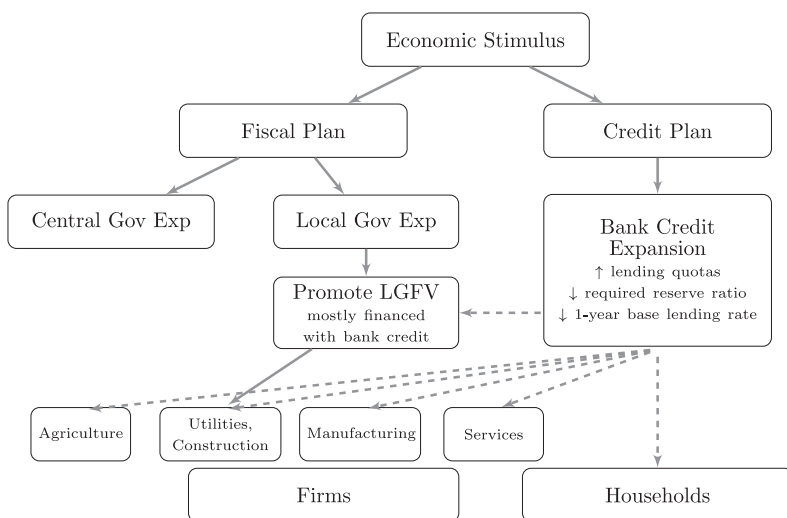 Economic Stimulus
Fiscal Plan
Credit Plan
Central Gov Exp
Local Gov Exp
Bank Credit
Expansion
↑ lending quotas
↓ required reserve ratio
↓ 1-year base lending rate
Promote LGFV
mostly financed
with bank credit
Agriculture
Utilities,
Construction
Manufacturing
Services
Firms
Households